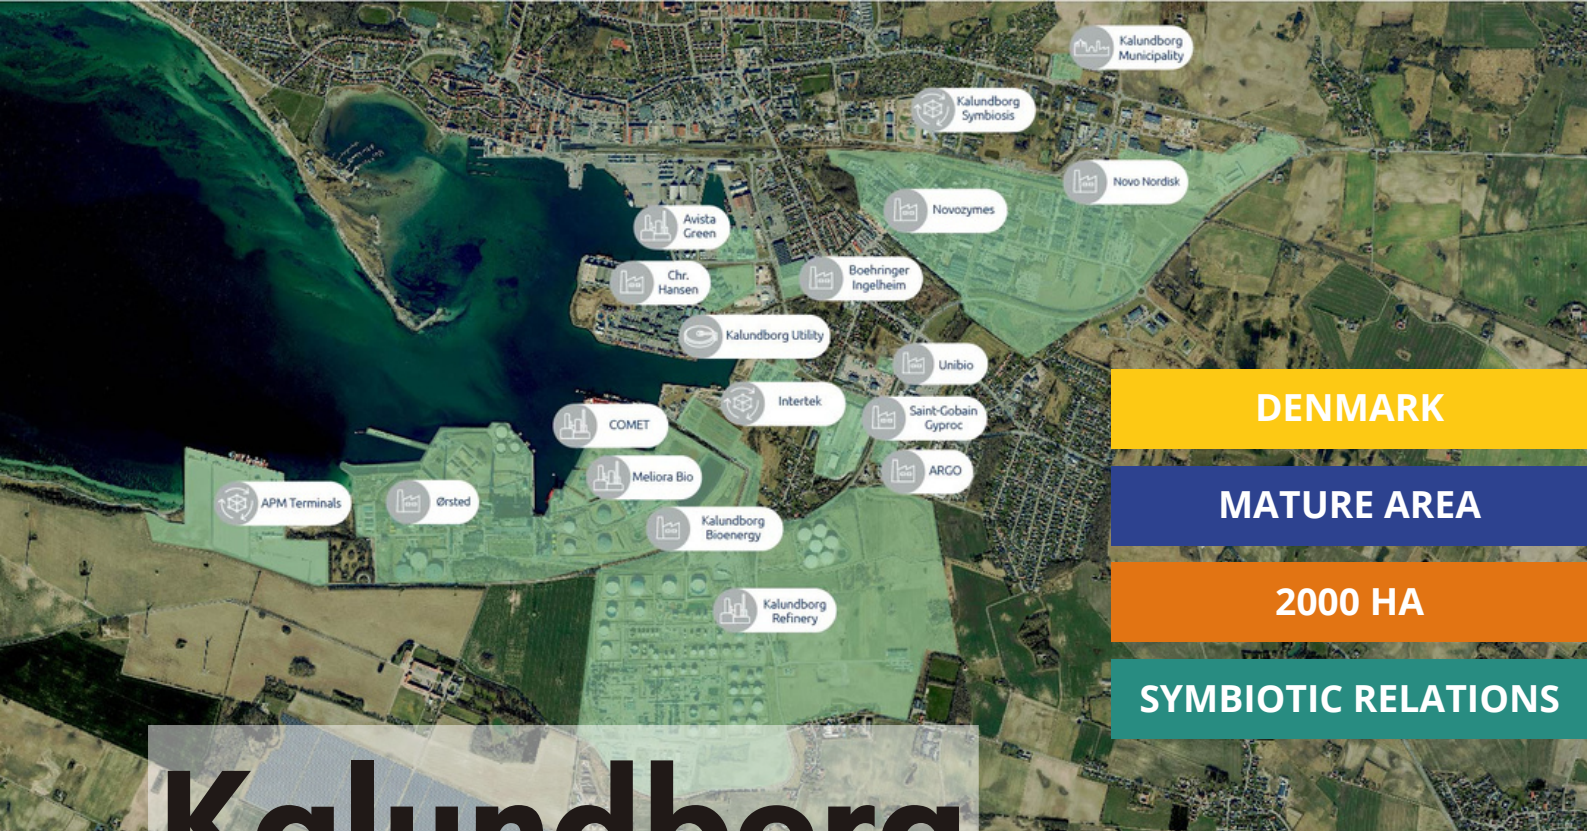 Kalundborg
Municipality
Kalundborg
Symbiosis
Novo Nordisk
Novozymes
Avista
Green
Chr.
Hansen
Boehringer
Ingelheim
Kalundborg Utility
Unibio
Intertek
Saint-Gobain
Gyproc
COMET
ARGO
Meliora Bio
APM Terminals
Ørsted
Kalundborg
Bioenergy
Kalundborg
Refinery
DENMARK
MATURE AREA
2000 HA
SYMBIOTIC RELATIONS
Kalundborg